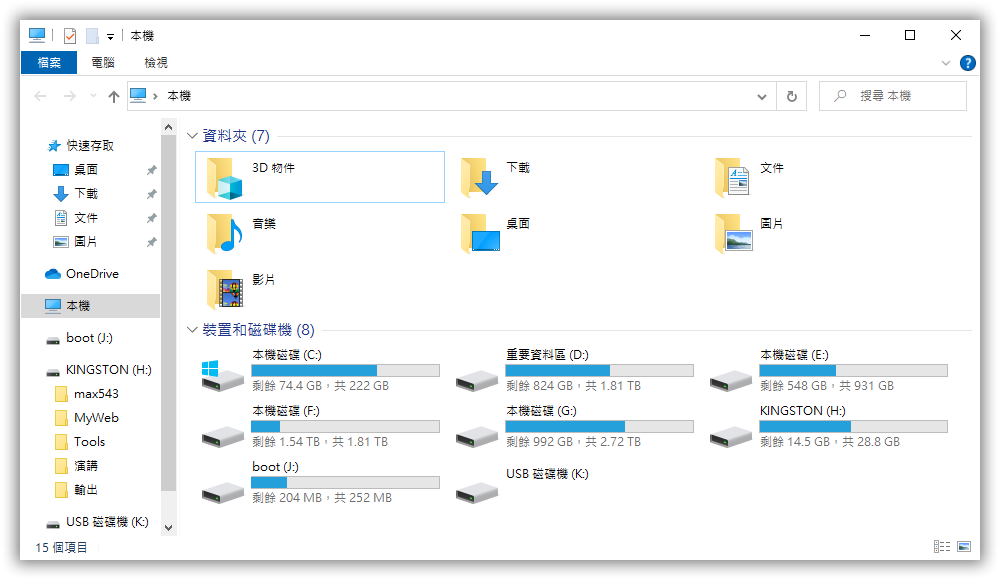 本機
檔案 電腦 檢視
?
本機
搜尋 本機
快速存取
桌面
下載
文件
圖片
OneDrive
本機
boot (J:)
KINGSTON (H:)
max543
MyWeb
Tools
演講
輸出
USB 磁碟機 (K:)
資料夾 (7)
3D 物件
下載
文件
音樂
桌面
圖片
影片
裝置和磁碟機 (8)
本機磁碟 (C:)
剩餘 74.4 GB，共 222 GB
重要資料區 (D:)
剩餘 824 GB，共 1.81 TB
本機磁碟 (E:)
剩餘 548 GB，共 931 GB
本機磁碟 (F:)
剩餘 1.54 TB，共 1.81 TB
本機磁碟 (G:)
剩餘 992 GB，共 2.72 TB
KINGSTON (H:)
剩餘 14.5 GB，共 28.8 GB
boot (J:)
剩餘 204 MB，共 252 MB
USB 磁碟機 (K:)
15 個項目